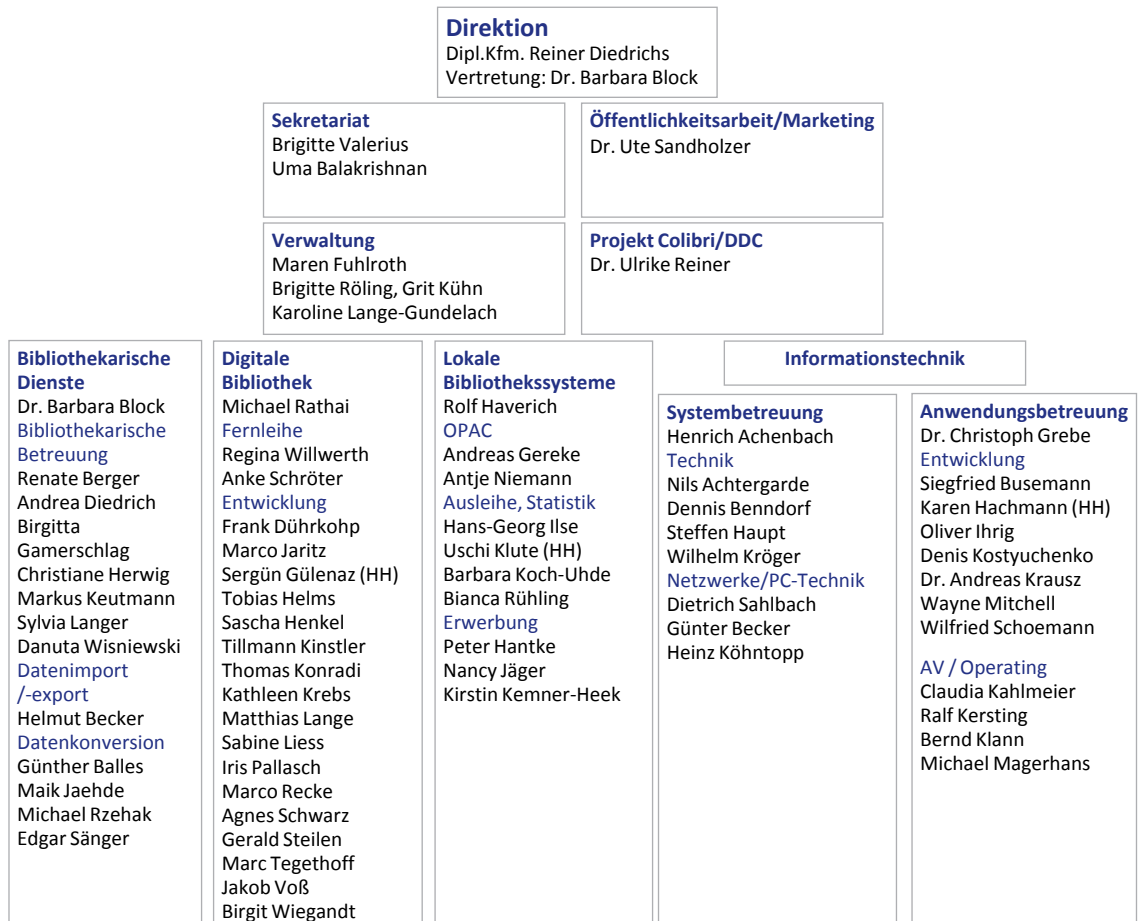 Direktion
Dipl.Kfm. Reiner Diedrichs
Vertretung: Dr. Barbara Block
Sekretariat
Brigitte Valerius
Uma Balakrishnan
Öffentlichkeitsarbeit/Marketing
Dr. Ute Sandholzer
Verwaltung
Maren Fuhlroth
Brigitte Röling, Grit Kühn
Karoline Lange-Gundelach
Projekt Colibri/DDC
Dr. Ulrike Reiner
Bibliothekarische
Dienste
Dr. Barbara Block
Bibliothekarische
Betreuung
Renate Berger
Andrea Diedrich
Birgitta
Gamerschlag
Christiane Herwig
Markus Keutmann
Sylvia Langer
Danuta Wisniewski
Datenimport
/-export
Helmut Becker
Datenkonversion
Günther Balles
Maik Jaehde
Michael Rzehak
Edgar Sänger
Digitale
Bibliothek
Michael Rathai
Fernleihe
Regina Willwerth
Anke Schröter
Entwicklung
Frank Dührkohp
Marco Jaritz
Sergün Gülenaz (HH)
Tobias Helms
Sascha Henkel
Tillmann Kinstler
Thomas Konradi
Kathleen Krebs
Matthias Lange
Sabine Liess
Iris Pallasch
Marco Recke
Agnes Schwarz
Gerald Steilen
Marc Tegethoff
Jakob Voß
Birgit Wiegandt
Lokale
Bibliothekssysteme
Rolf Haverich
OPAC
Andreas Gereke
Antje Niemann
Ausleihe, Statistik
Hans-Georg Ilse
Uschi Klute (HH)
Barbara Koch-Uhde
Bianca Rühling
Erwerbung
Peter Hantke
Nancy Jäger
Kirstin Kemner-Heek
Informationstechnik
Systembetreuung
Henrich Achenbach
Technik
Nils Achtergarde
Dennis Benndorf
Steffen Haupt
Wilhelm Kröger
Netzwerke/PC-Technik
Dietrich Sahlbach
Günter Becker
Heinz Köhntopp
Anwendungsbetreuung
Dr. Christoph Grebe
Entwicklung
Siegfried Busemann
Karen Hachmann (HH)
Oliver Ihrig
Denis Kostyuchenko
Dr. Andreas Krausz
Wayne Mitchell
Wilfried Schoemann
AV / Operating
Claudia Kahlmeier
Ralf Kersting
Bernd Klann
Michael Magerhans